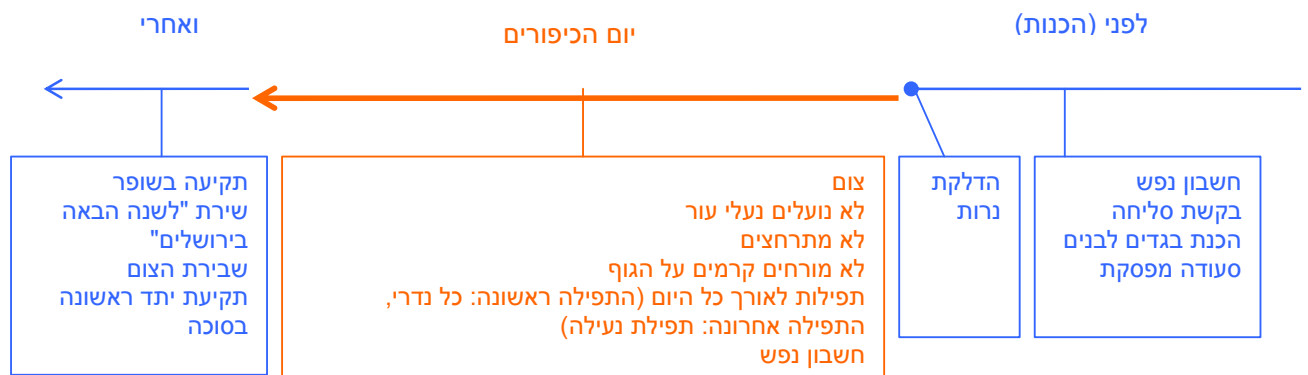 לפני (הכנות)
יום הכיפורים
ואחרי
חשבון נפש
בקשת סליחה
הכנת בגדים לבנים
סעודה מפסקת
הדלקת
נרות
צום
לא נועלים נעלי עור
לא מתרחצים
לא מורחים קרמים על הגוף
תפילות לאורך כל היום (התפילה ראשונה: כל נדרי,
התפילה אחרונה: תפילת נעילה)
חשבון נפש
תקיעה בשופר
שירת "לשנה הבאה
בירושלים"
שבירת הצום
תקיעת יתד ראשונה
בסוכה